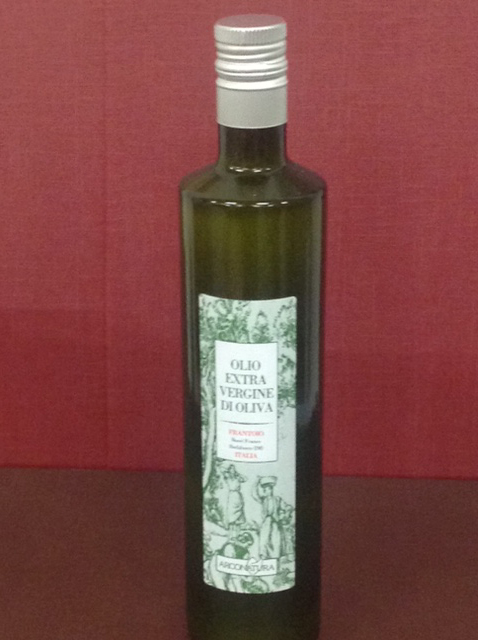 OLIO
EXTRA
VERGINE
DI OLIVA
FRANTOIO
ITALIA
ARCONATURA